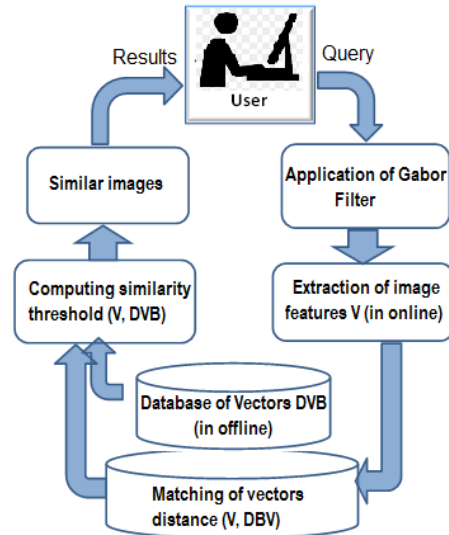 Results
Query
User
Similar images
Application of Gabor
Filter
Computing similarity
threshold (V, DVB)
Extraction of image
features V (in online)
Database of Vectors DVB
(in offline)
Matching of vectors
distance (V, DBV)